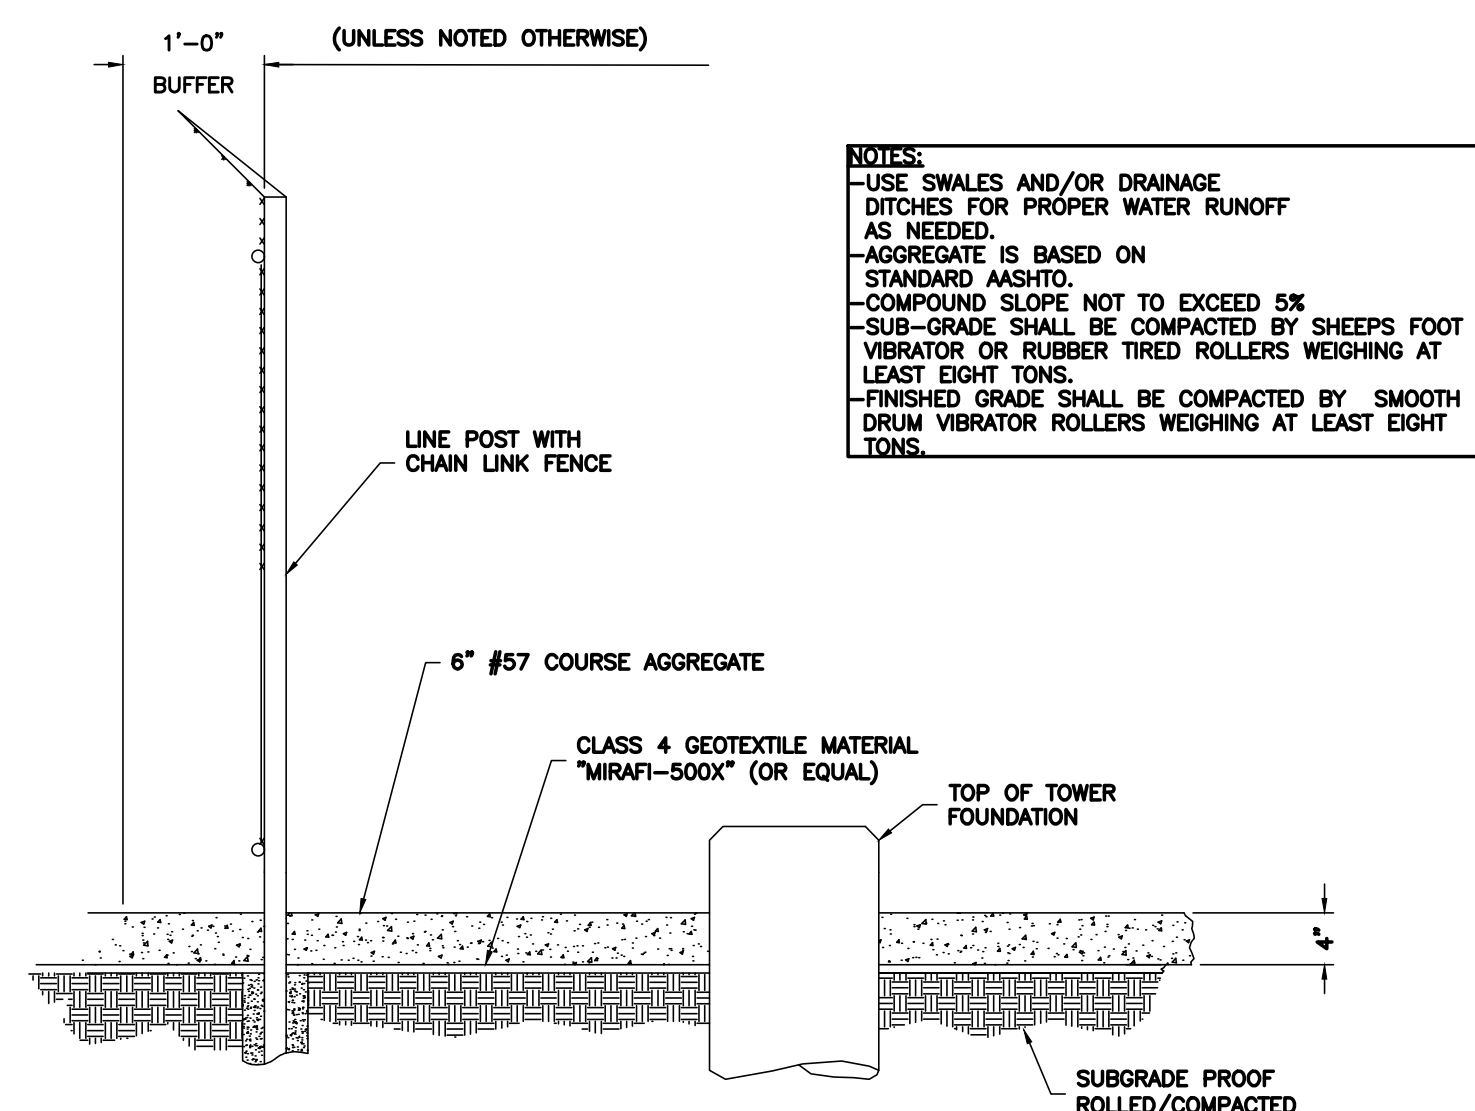 1'-0"
(UNLESS NOTED OTHERWISE)
BUFFER
NOTES:
-USE SWALES AND/OR DRAINAGE
DITCHES FOR PROPER WATER RUNOFF
AS NEEDED.
-AGGREGATE IS BASED ON
STANDARD AASHTO.
-COMPOUND SLOPE NOT TO EXCEED 5%
-SUB-GRADE SHALL BE COMPACTED BY SHEEPS FOOT
VIBRATOR OR RUBBER TIRED ROLLERS WEIGHING AT
LEAST EIGHT TONS.
-FINISHED GRADE SHALL BE COMPACTED BY SMOOTH
DRUM VIBRATOR ROLLERS WEIGHING AT LEAST EIGHT
TONS.
LINE POST WITH
CHAIN LINK FENCE
6" #57 COURSE AGGREGATE
CLASS 4 GEOTEXTILE MATERIAL
"MIRAFI-500X" (OR EQUAL)
TOP OF TOWER
FOUNDATION
4"
SUBGRADE PROOF
ROLLED/COMPACTED